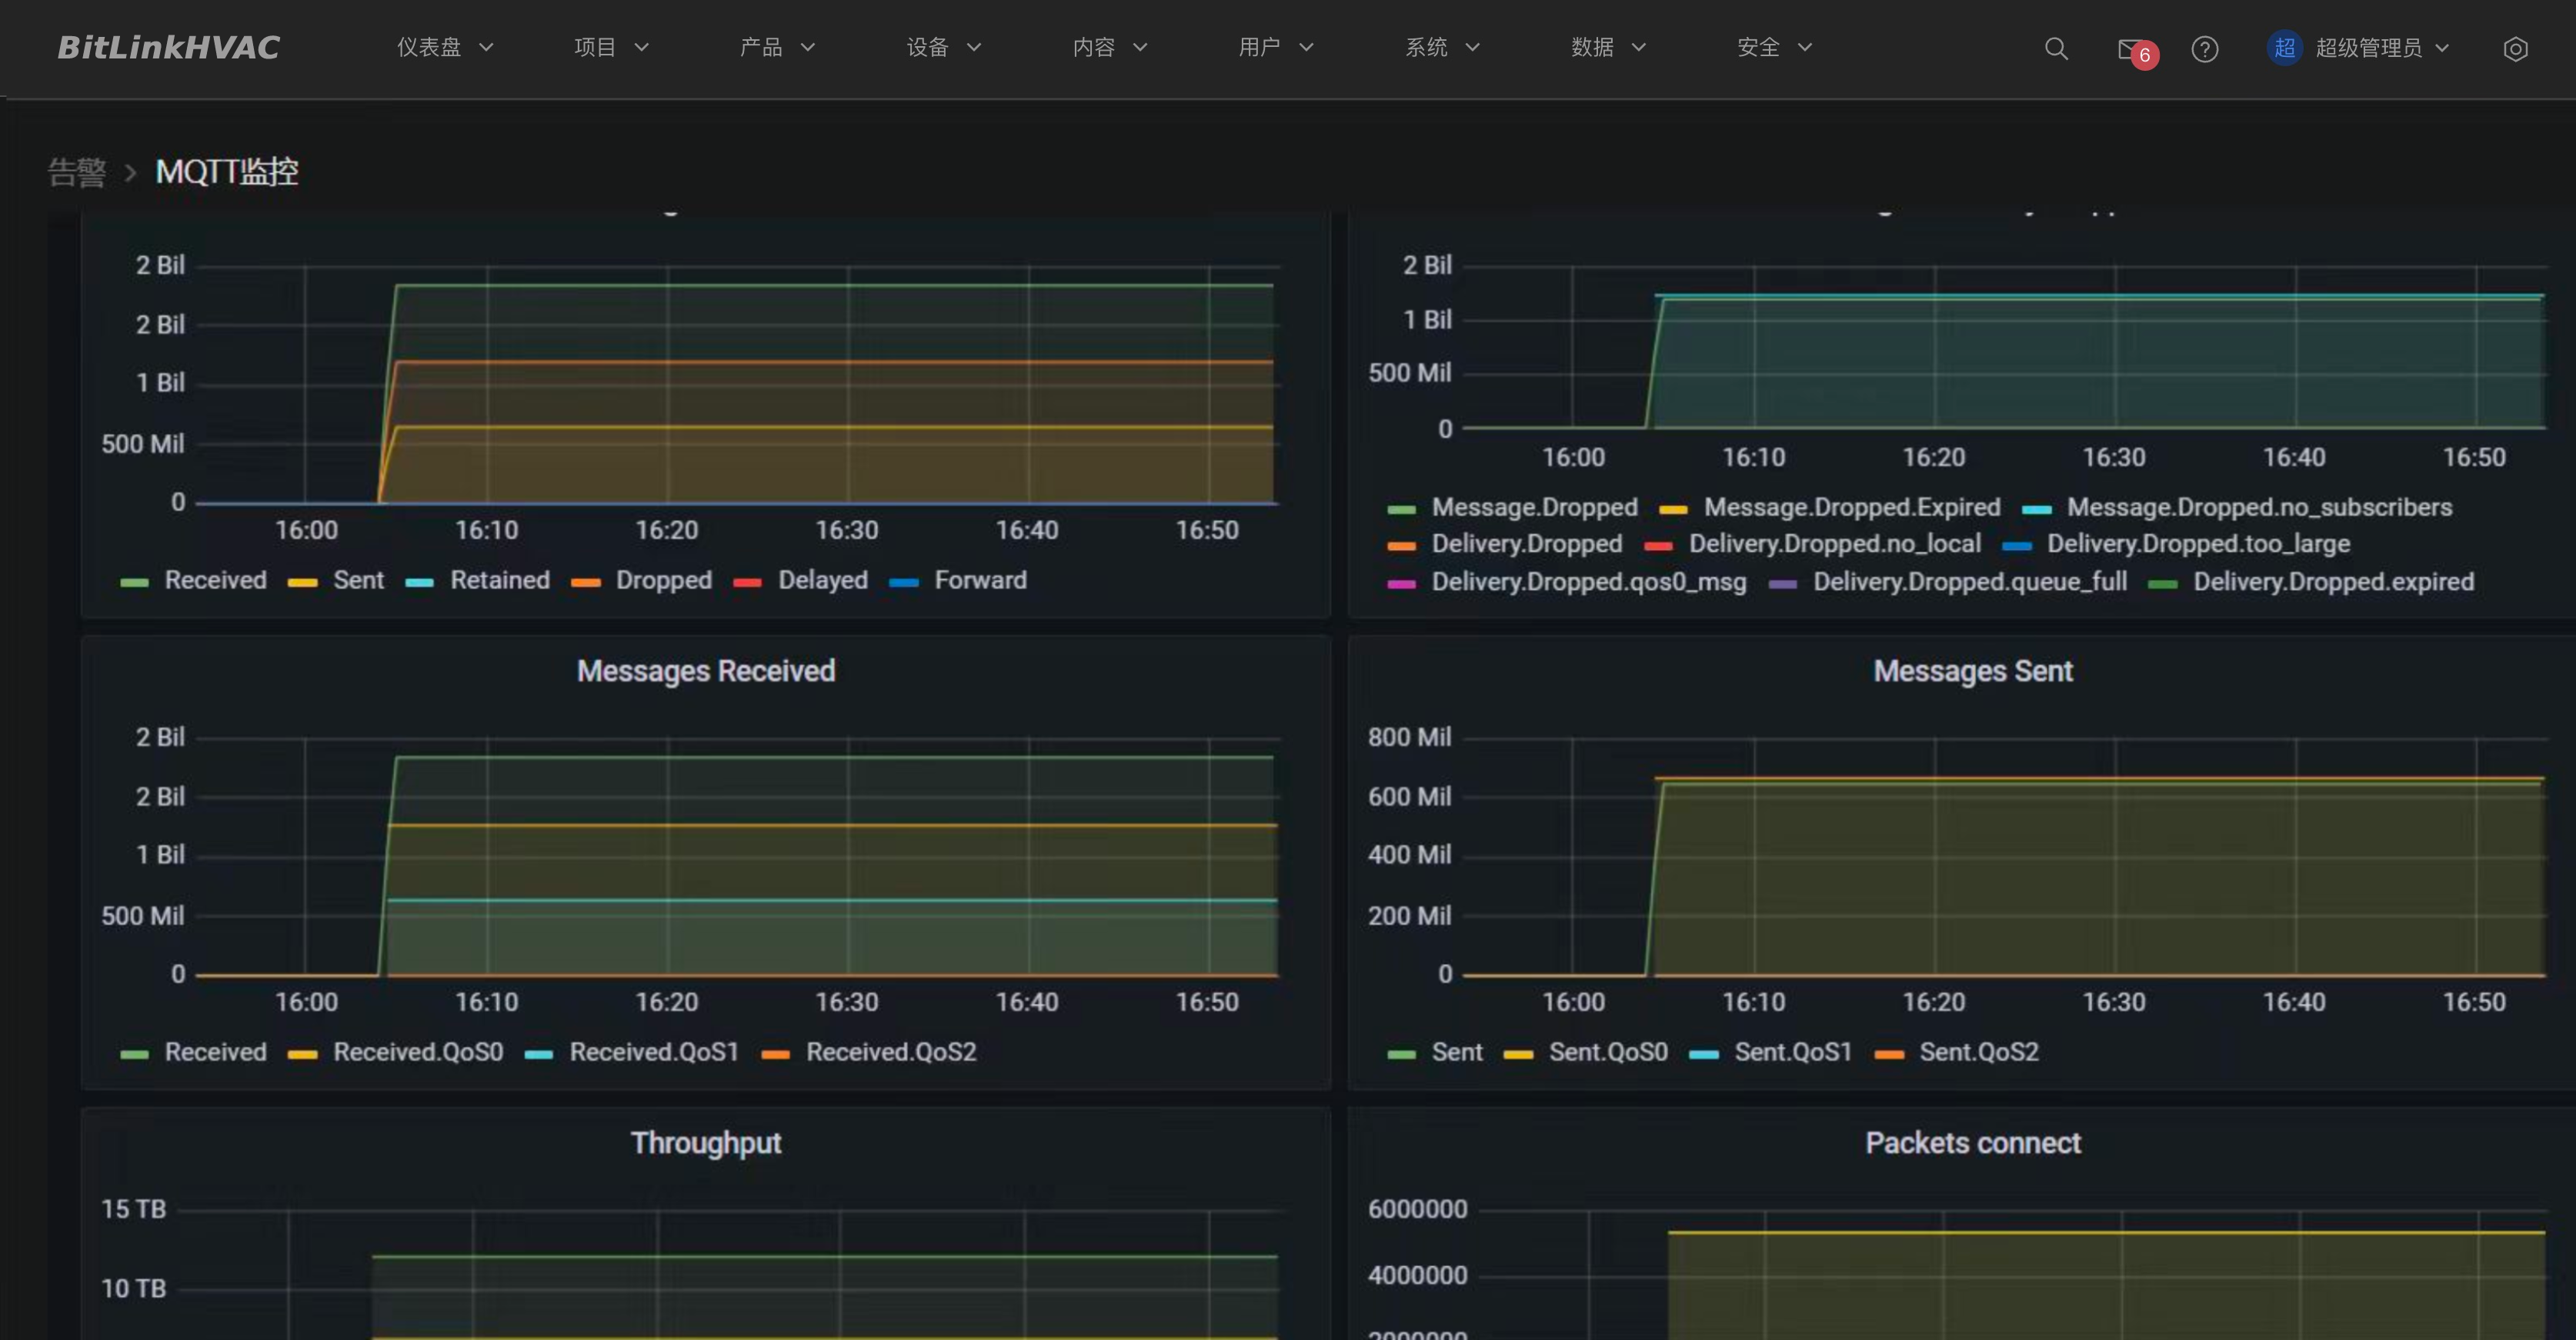 BitLinkHVAC 仪表盘 项目 产品 设备 内容 用户 系统 数据 安全 6 超 超级管理员
告警 > MQTT监控
2 Bil
2 Bil
1 Bil
500 Mil
0
16:00 16:10 16:20 16:30 16:40 16:50
Received Sent Retained Dropped Delayed Forward
2 Bil
1 Bil
500 Mil
0
16:00 16:10 16:20 16:30 16:40 16:50
Message.Dropped Message.Dropped.Expired Message.Dropped.no_subscribers
Delivery.Dropped Delivery.Dropped.no_local Delivery.Dropped.too_large
Delivery.Dropped.qos0_msg Delivery.Dropped.queue_full Delivery.Dropped.expired
Messages Received
2 Bil
2 Bil
1 Bil
500 Mil
0
16:00 16:10 16:20 16:30 16:40 16:50
Received Received.QoS0 Received.QoS1 Received.QoS2
Messages Sent
800 Mil
600 Mil
400 Mil
200 Mil
0
16:00 16:10 16:20 16:30 16:40 16:50
Sent Sent.QoS0 Sent.QoS1 Sent.QoS2
Throughput
15 TB
10 TB
Packets connect
6000000
4000000